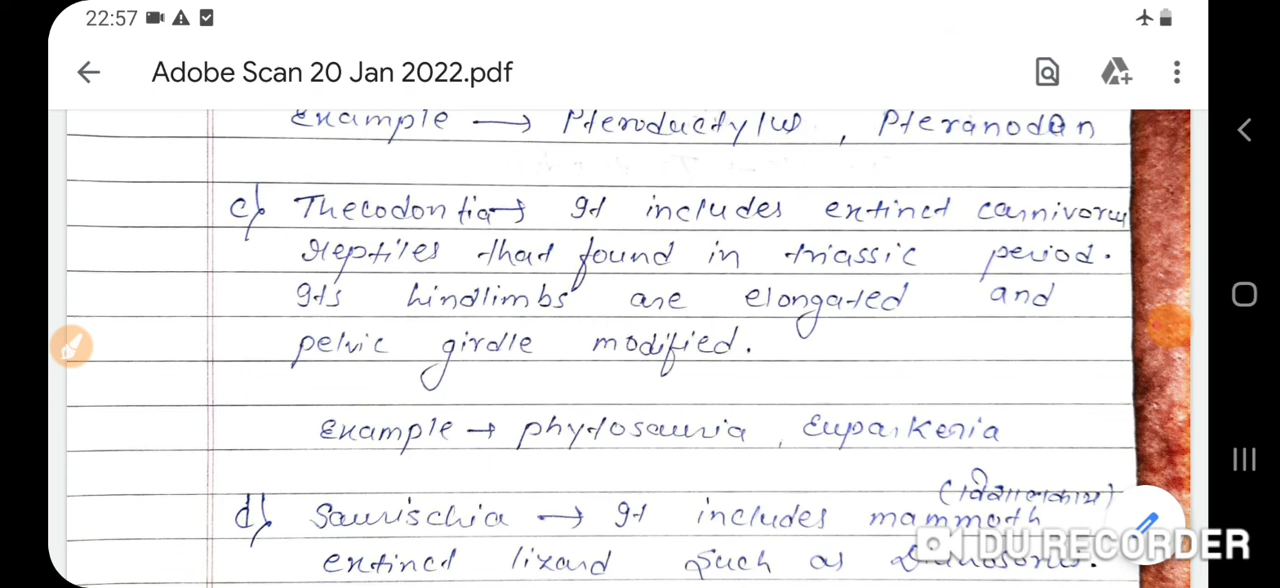 22:57
Adobe Scan 20 Jan 2022.pdf
Example → Pterodactylus, Pteranodon
c) Thecodontia → It includes extinct carnivorus
reptiles that found in triassic period.
It's hindlimbs are elongated and
pelvic girdle modified.
Example → phytosauria, Euparkeria
(विशालकाय)
d) Saurischia → It includes mammoth
extinct lizard such as
DU RECORDER